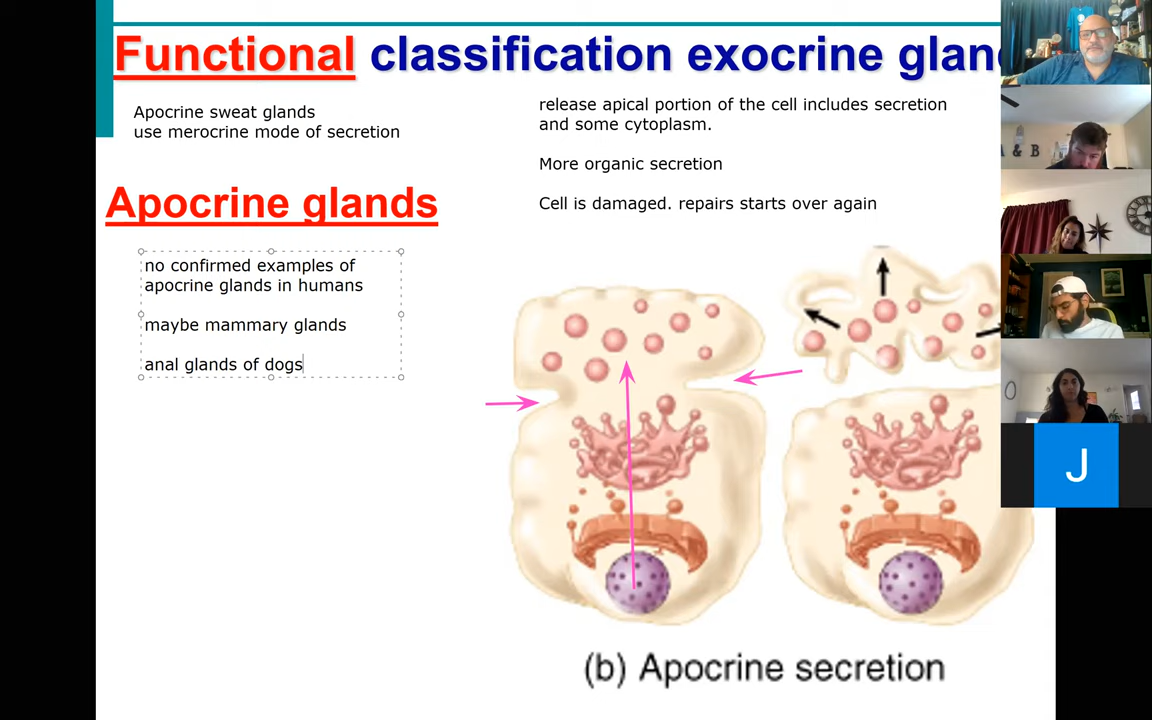 Functional classification exocrine glan
Apocrine sweat glands
use merocrine mode of secretion
release apical portion of the cell includes secretion
and some cytoplasm.
More organic secretion
Cell is damaged. repairs starts over again
Apocrine glands
no confirmed examples of
apocrine glands in humans
maybe mammary glands
anal glands of dogs
(b) Apocrine secretion
A & B
J